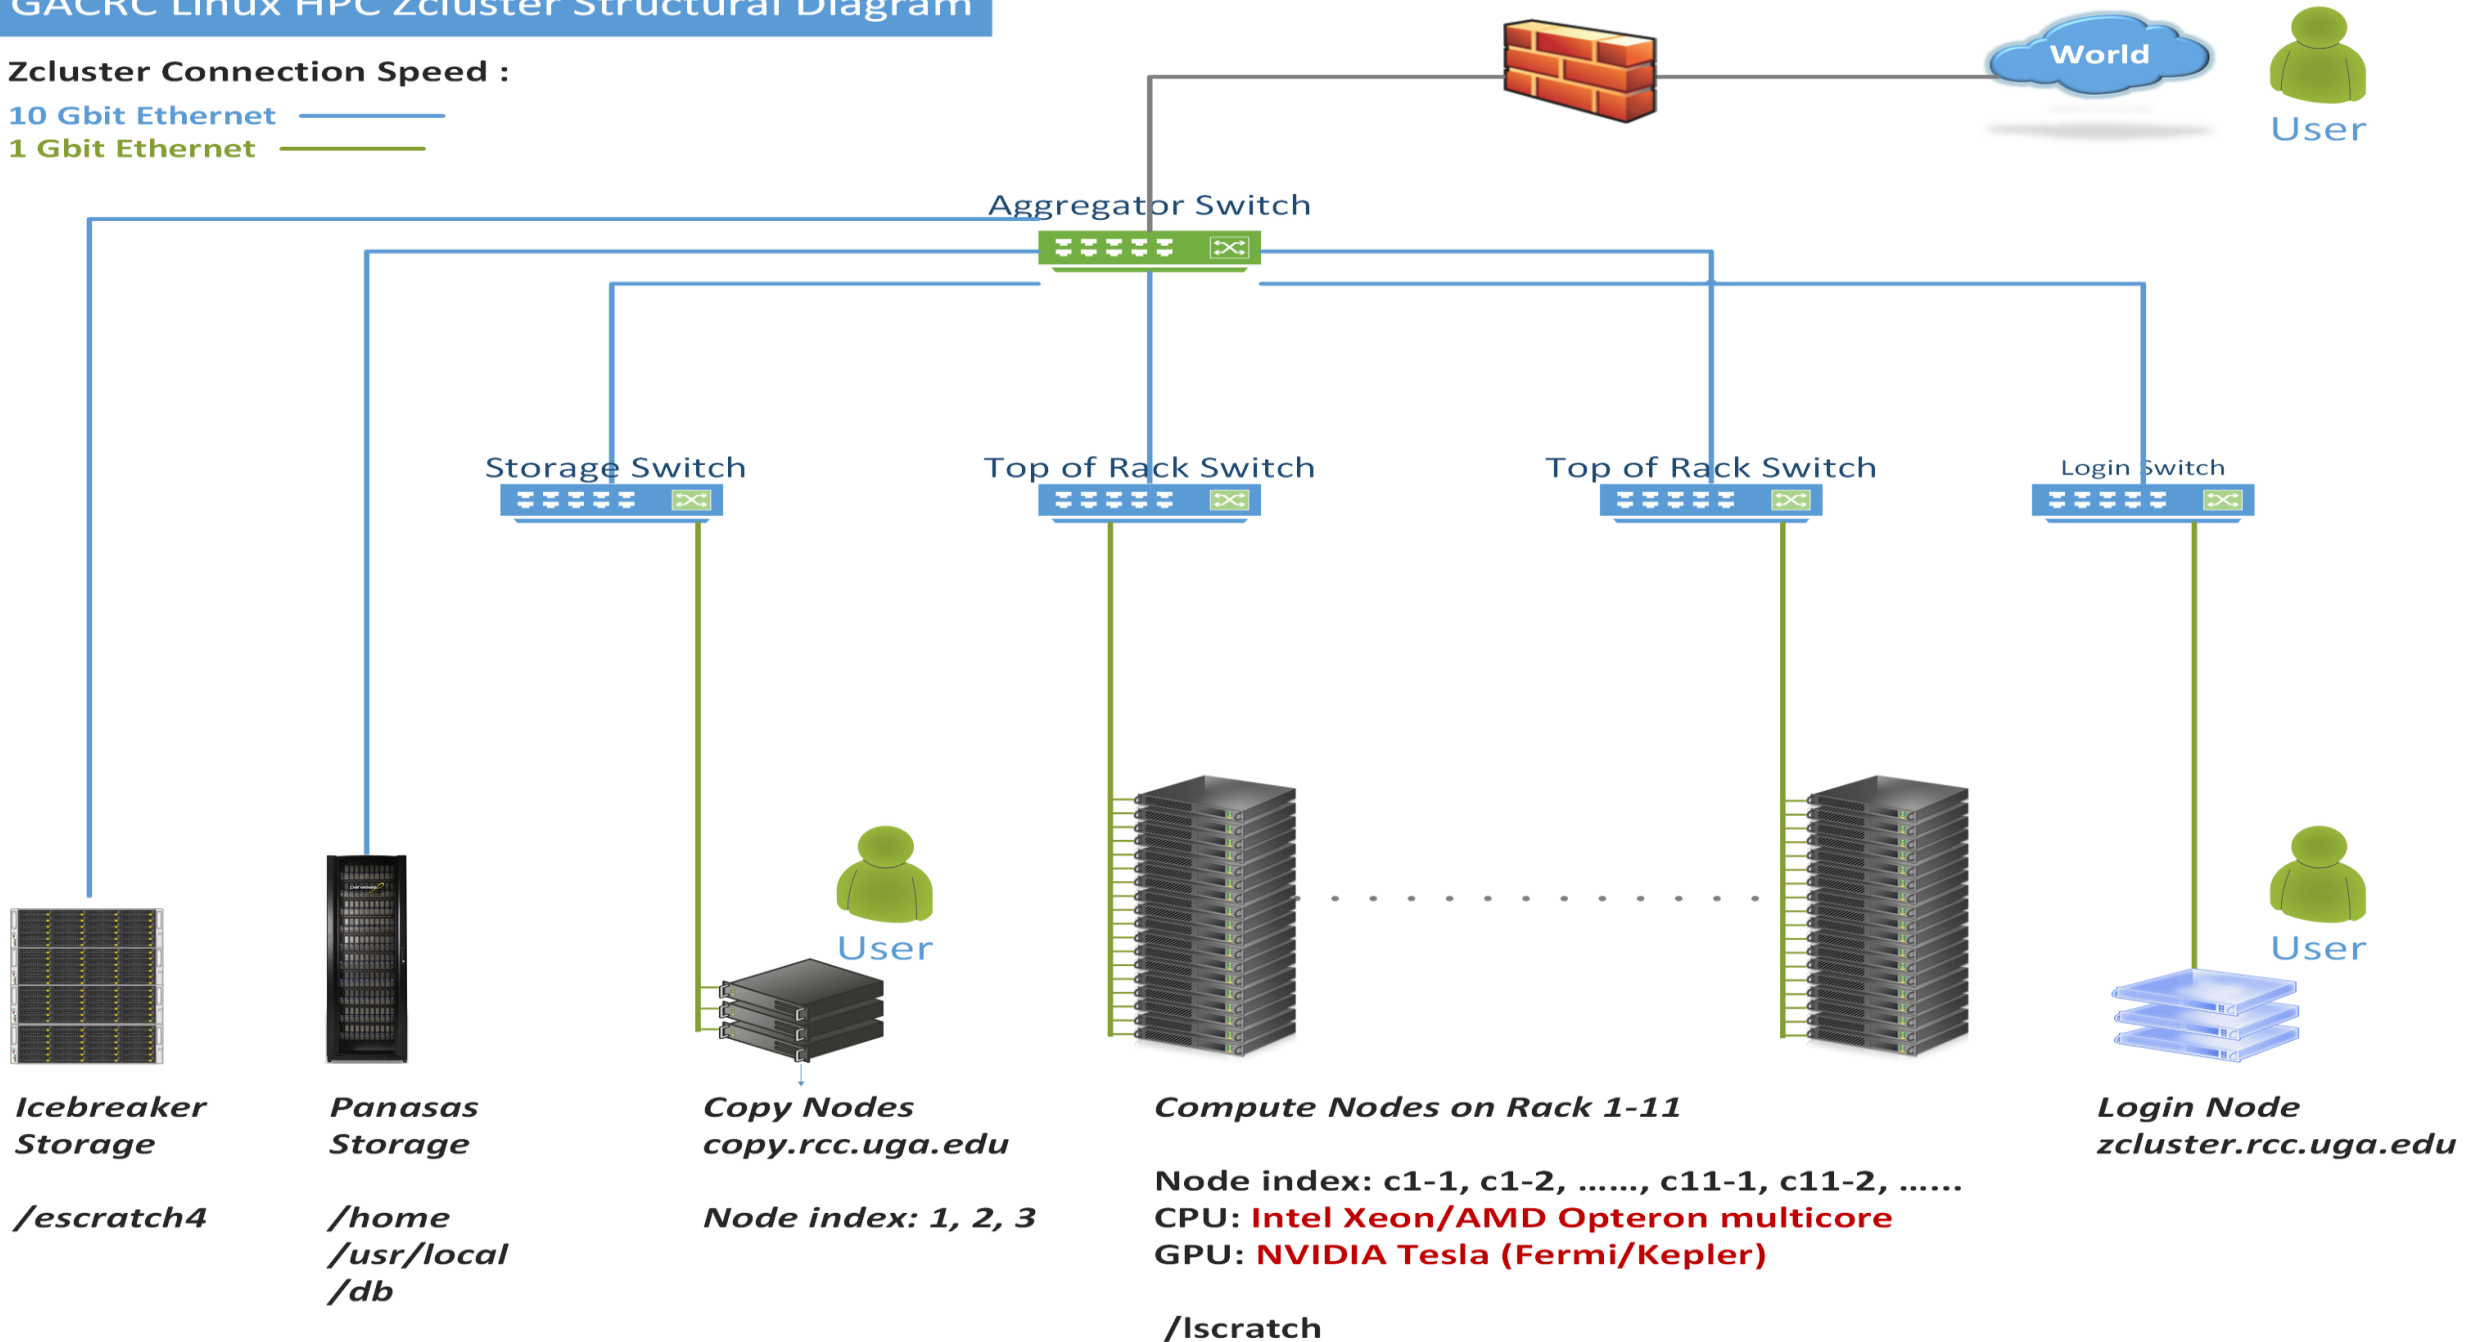 GACRC Linux HPC Zcluster Structural Diagram
Zcluster Connection Speed :
10 Gbit Ethernet
1 Gbit Ethernet
World
User
Aggregator Switch
Storage Switch
Top of Rack Switch
Top of Rack Switch
Login Switch
panasas
User
User
Icebreaker
Storage
/escratch4
Panasas
Storage
/home
/usr/local
/db
Copy Nodes
copy.rcc.uga.edu
Node index: 1, 2, 3
Compute Nodes on Rack 1-11
Node index: c1-1, c1-2, ......, c11-1, c11-2, ......
CPU: Intel Xeon/AMD Opteron multicore
GPU: NVIDIA Tesla (Fermi/Kepler)
/lscratch
Login Node
zcluster.rcc.uga.edu